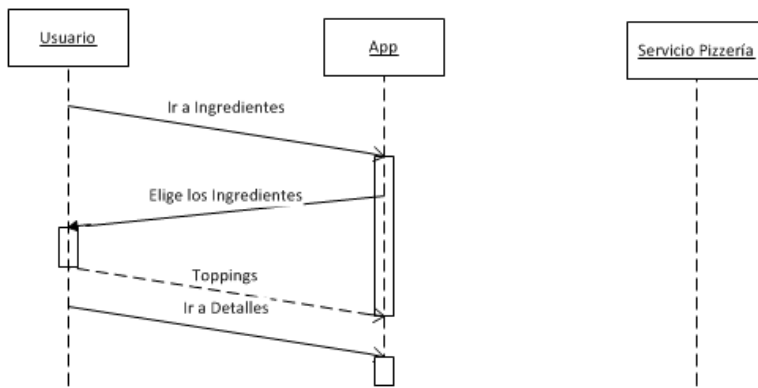 Usuario
App
Servicio Pizzería
Ir a Ingredientes
Elige los Ingredientes
Toppings
Ir a Detalles